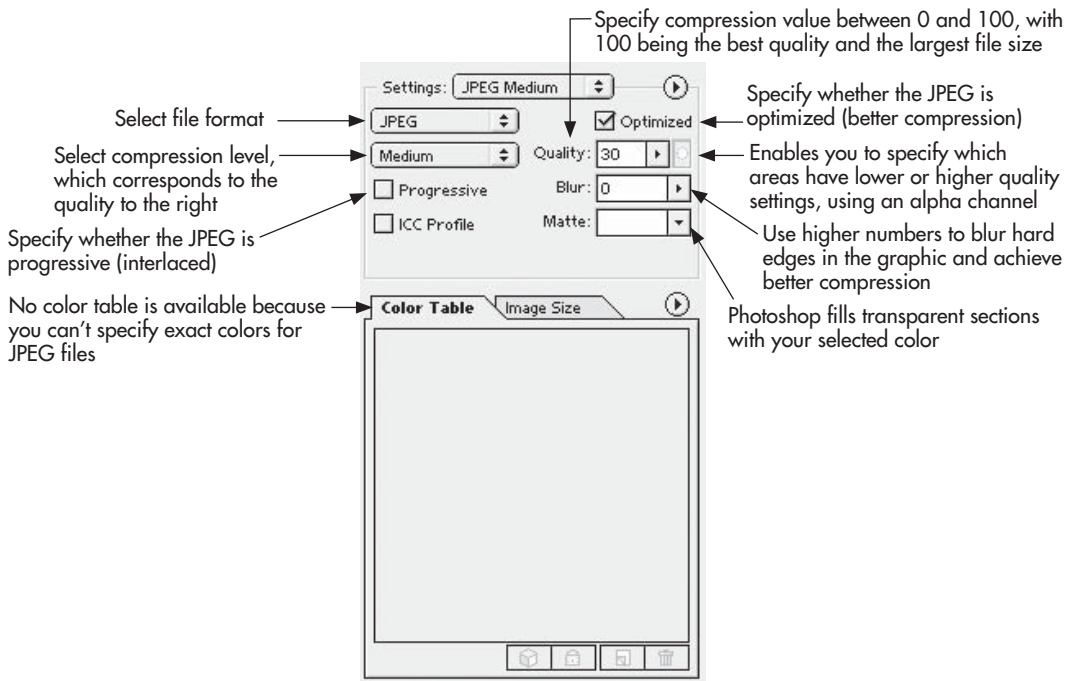 Specify compression value between 0 and 100, with
100 being the best quality and the largest file size
Settings: JPEG Medium
Select file format
JPEG
Optimized
Specify whether the JPEG is
optimized (better compression)
Select compression level,
which corresponds to the
quality to the right
Medium
Quality: 30
Enables you to specify which
areas have lower or higher quality
settings, using an alpha channel
Progressive
Blur: 0
Specify whether the JPEG is
progressive (interlaced)
ICC Profile
Matte:
Use higher numbers to blur hard
edges in the graphic and achieve
better compression
No color table is available because
you can't specify exact colors for
JPEG files
Color Table
Image Size
Photoshop fills transparent sections
with your selected color